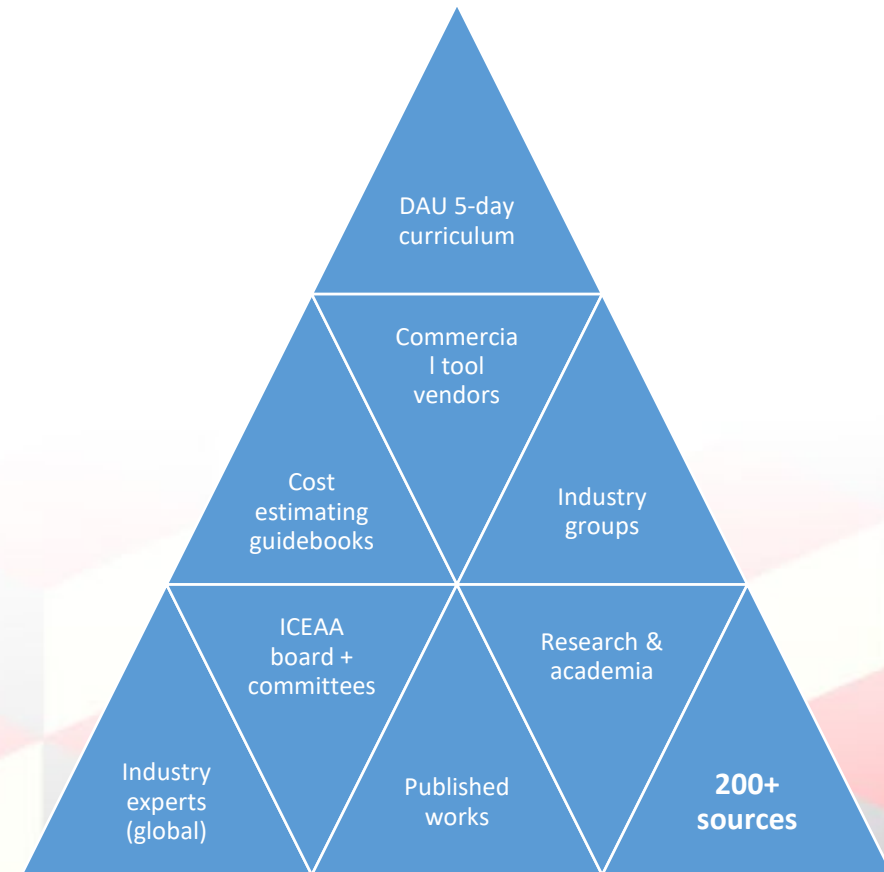 DAU 5-day
curriculum
Commercia
l tool
vendors
Cost
estimating
guidebooks
Industry
groups
ICEAA
board +
committees
Research &
academia
Industry
experts
(global)
Published
works
200+
sources